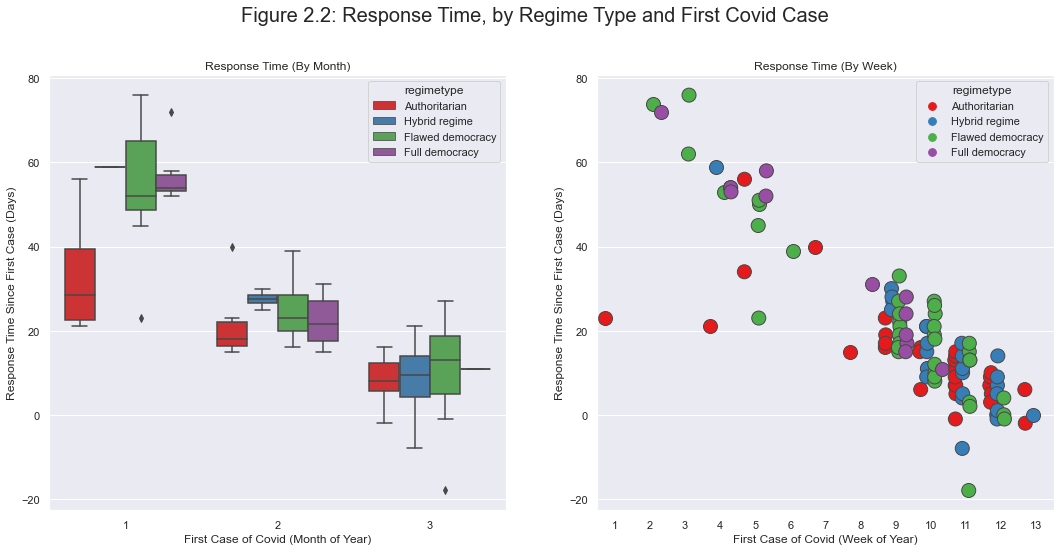 Figure 2.2: Response Time, by Regime Type and First Covid Case
Response Time (By Month)
Response Time Since First Case (Days)
80
60
40
20
0
−20
regimetype
Authoritarian
Hybrid regime
Flawed democracy
Full democracy
1 2 3
First Case of Covid (Month of Year)
Response Time (By Week)
Response Time Since First Case (Days)
80
60
40
20
0
−20
regimetype
Authoritarian
Hybrid regime
Flawed democracy
Full democracy
1 2 3 4 5 6 7 8 9 10 11 12 13
First Case of Covid (Week of Year)